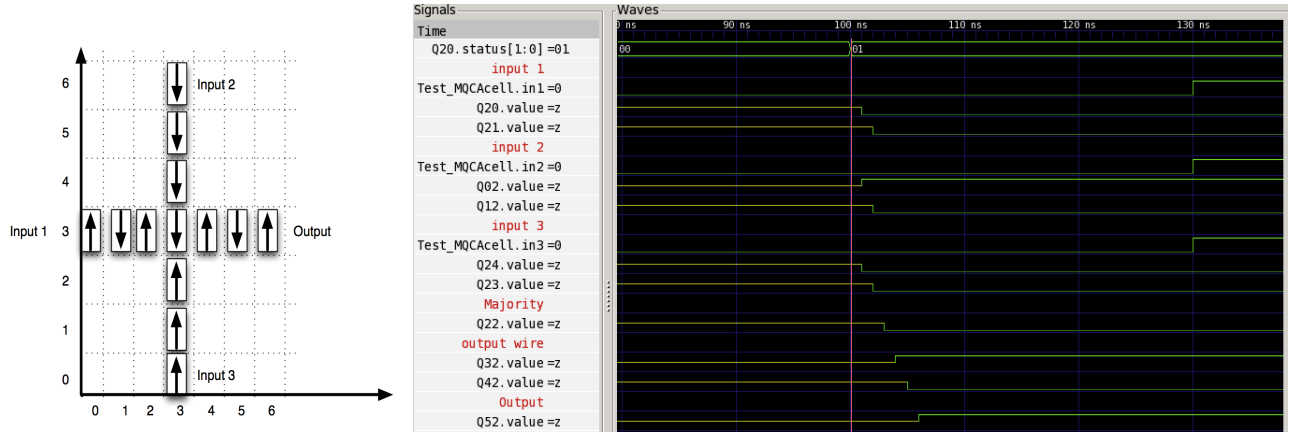 6
Input 2
5
4
Input 1 3 Output
2
1
0
Input 3
0 1 2 3 4 5 6
Signals
Time
Q20.status[1:0] =01
input 1
Test_MQCAcell.in1 =0
Q20.value =z
Q21.value =z
input 2
Test_MQCAcell.in2 =0
Q02.value =z
Q12.value =z
input 3
Test_MQCAcell.in3 =0
Q24.value =z
Q23.value =z
Majority
Q22.value =z
output wire
Q32.value =z
Q42.value =z
Output
Q52.value =z
Waves
0 ns 90 ns 100 ns 110 ns 120 ns 130 ns
00 01